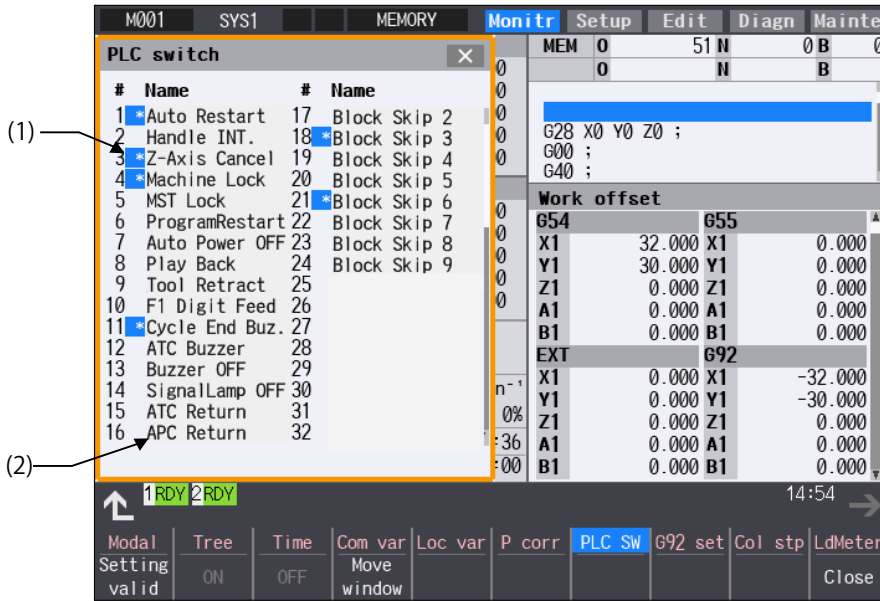 M001 SYS1 MEMORY Monitr Setup Edit Diagn Mainte
PLC switch ×
# Name # Name
1 *Auto Restart 17 Block Skip 2
2 Handle INT. 18 *Block Skip 3
3 *Z-Axis Cancel 19 Block Skip 4
4 *Machine Lock 20 Block Skip 5
5 MST Lock 21 *Block Skip 6
6 ProgramRestart 22 Block Skip 7
7 Auto Power OFF 23 Block Skip 8
8 Play Back 24 Block Skip 9
9 Tool Retract 25
10 F1 Digit Feed 26
11 *Cycle End Buz. 27
12 ATC Buzzer 28
13 Buzzer OFF 29
14 SignalLamp OFF 30
15 ATC Return 31
16 APC Return 32
(1)
(2)
0
0
0
0
0
0
0
0
0
0
n⁻¹
0%
:36
:00
MEM O 51 N 0 B 0
O N B
G28 X0 Y0 Z0 ;
G00 ;
G40 ;
Work offset
G54 G55
X1 32.000 X1 0.000
Y1 30.000 Y1 0.000
Z1 0.000 Z1 0.000
A1 0.000 A1 0.000
B1 0.000 B1 0.000
EXT G92
X1 0.000 X1 -32.000
Y1 0.000 Y1 -30.000
Z1 0.000 Z1 0.000
A1 0.000 A1 0.000
B1 0.000 B1 0.000
1 RDY 2 RDY 14:54
Modal Tree Time Com var Loc var P corr PLC SW G92 set Col stp LdMeter
Setting ON OFF Move Close
valid window